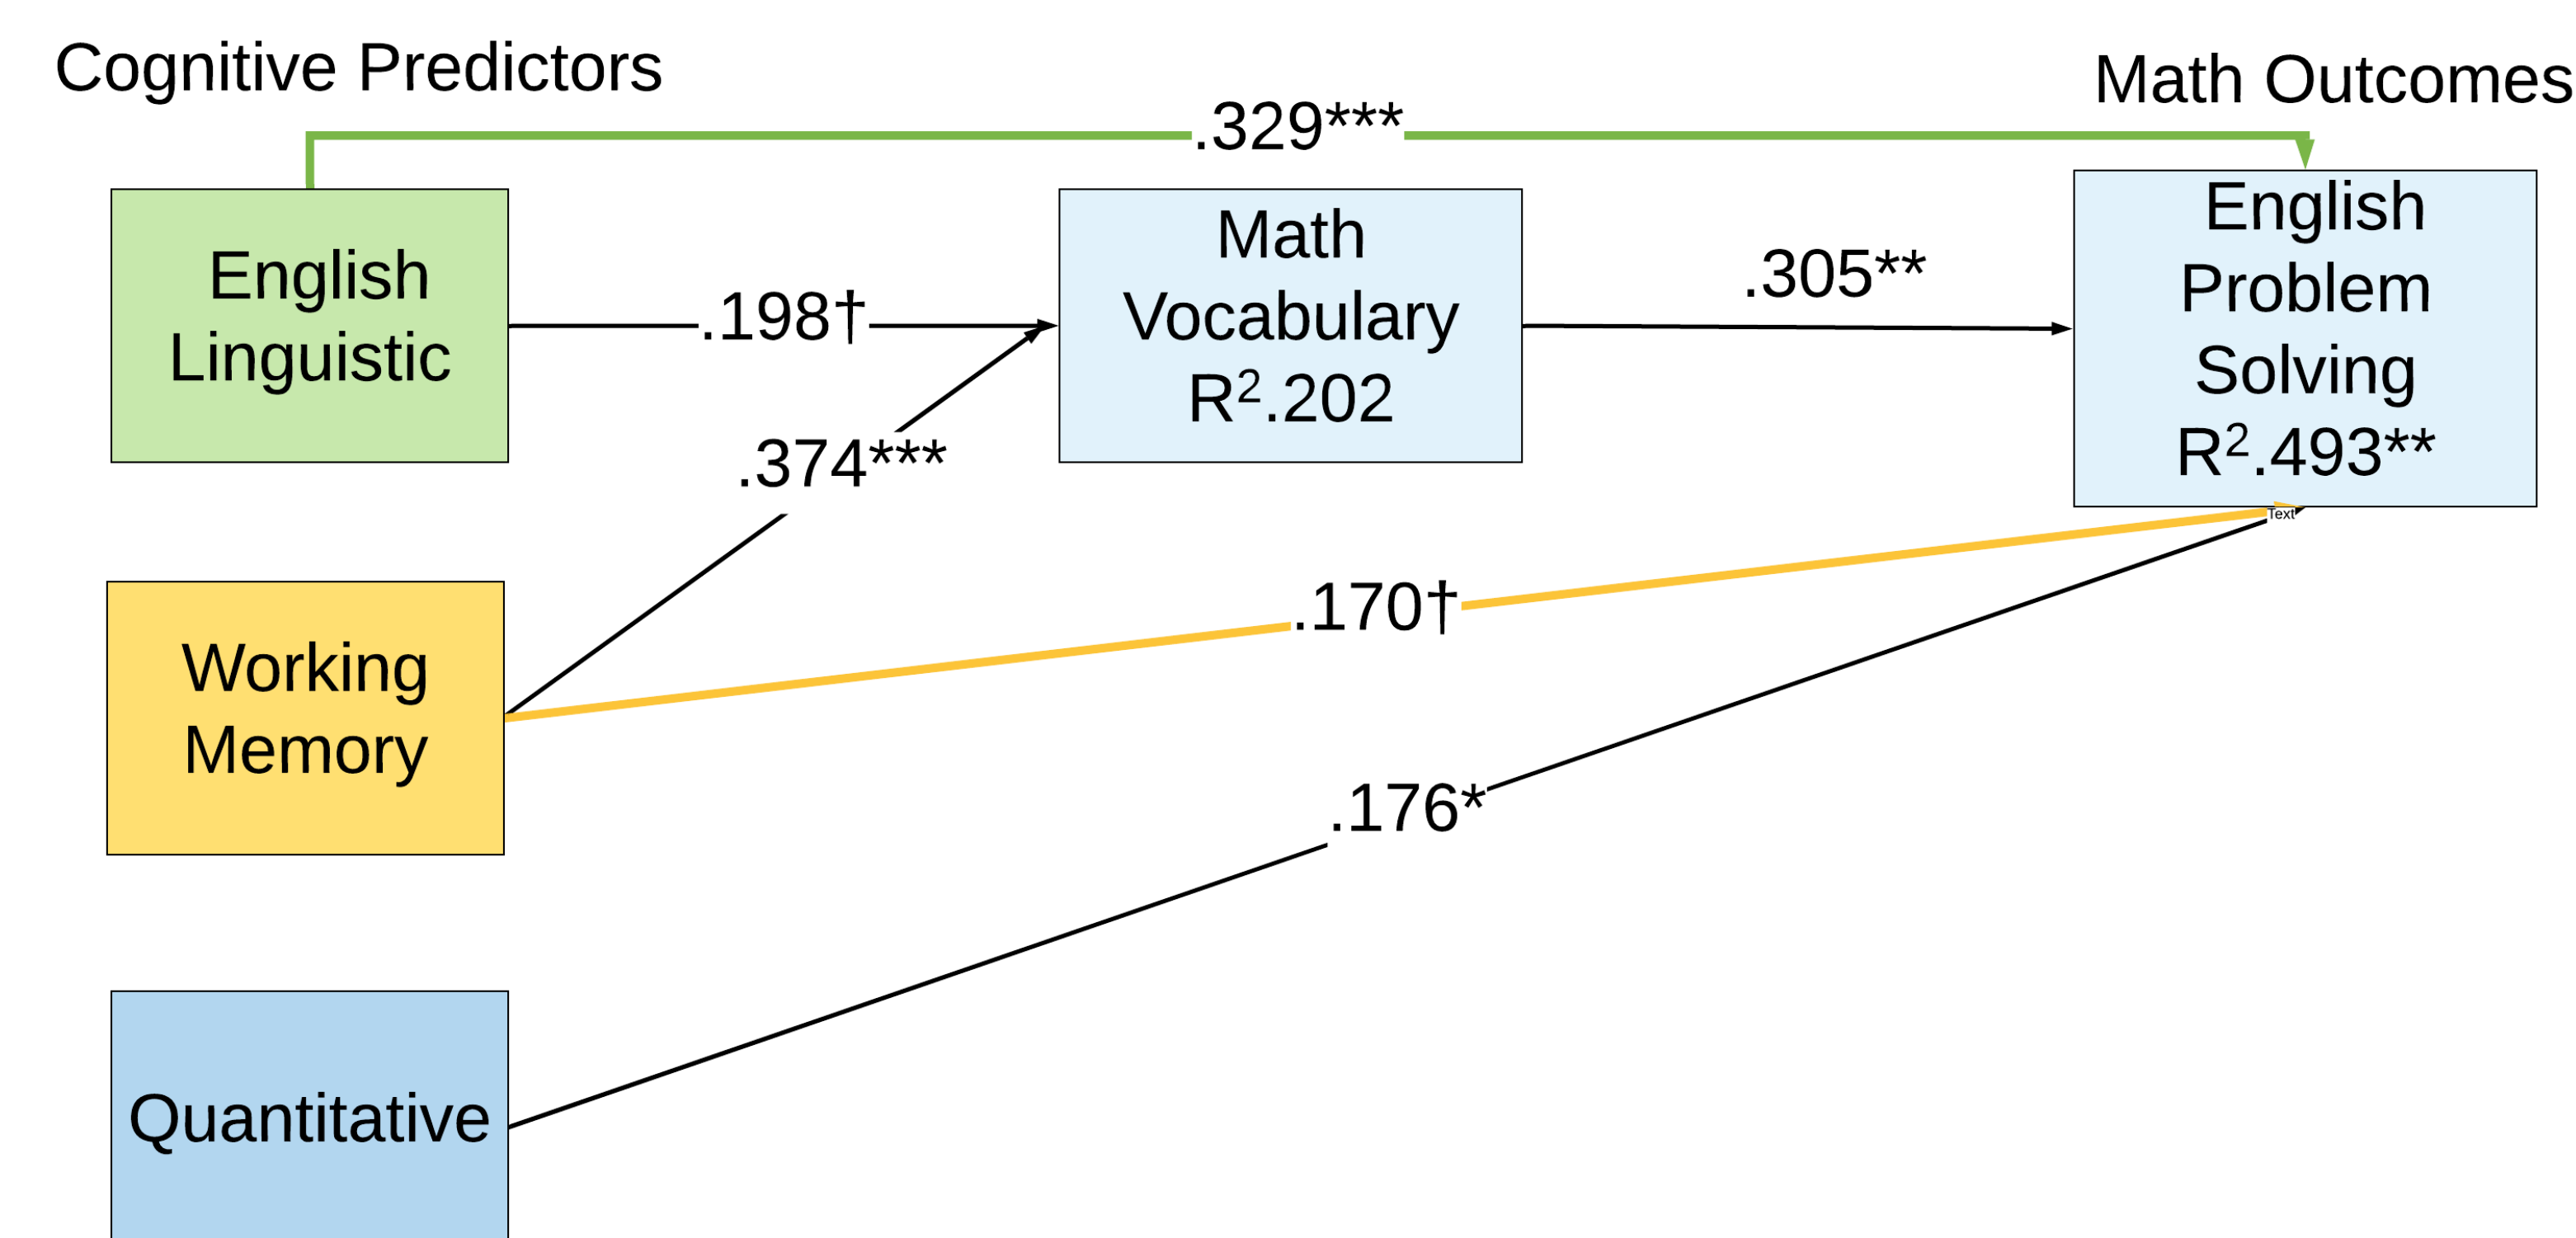 Cognitive Predictors
Math Outcomes
.329***
English
Linguistic
.198†
Math
Vocabulary
R².202
.305**
English
Problem
Solving
R².493**
.374***
Text
.170†
Working
Memory
.176*
Quantitative